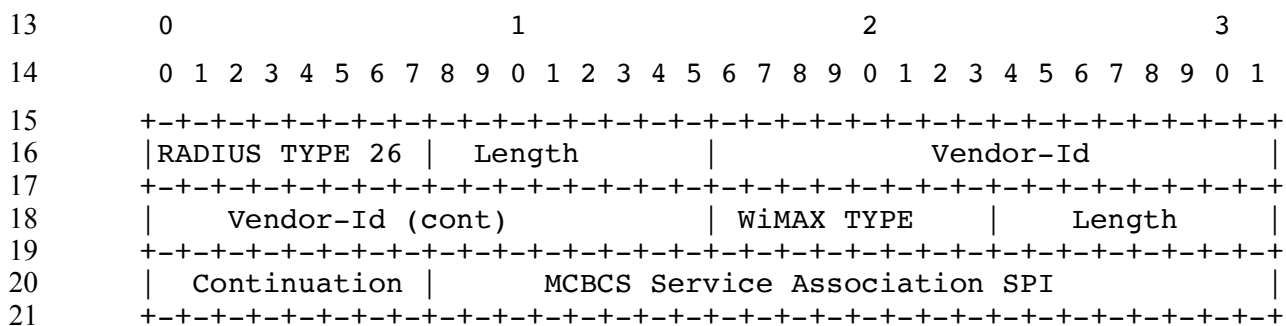 13 0 1 2 3
14 0 1 2 3 4 5 6 7 8 9 0 1 2 3 4 5 6 7 8 9 0 1 2 3 4 5 6 7 8 9 0 1
15 +-+-+-+-+-+-+-+-+-+-+-+-+-+-+-+-+-+-+-+-+-+-+-+-+-+-+-+-+-+-+-+-+
16 |RADIUS TYPE 26 | Length | Vendor-Id |
17 +-+-+-+-+-+-+-+-+-+-+-+-+-+-+-+-+-+-+-+-+-+-+-+-+-+-+-+-+-+-+-+-+
18 | Vendor-Id (cont) | WiMAX TYPE | Length |
19 +-+-+-+-+-+-+-+-+-+-+-+-+-+-+-+-+-+-+-+-+-+-+-+-+-+-+-+-+-+-+-+-+
20 | Continuation | MCBCS Service Association SPI |
21 +-+-+-+-+-+-+-+-+-+-+-+-+-+-+-+-+-+-+-+-+-+-+-+-+-+-+-+-+-+-+-+-+